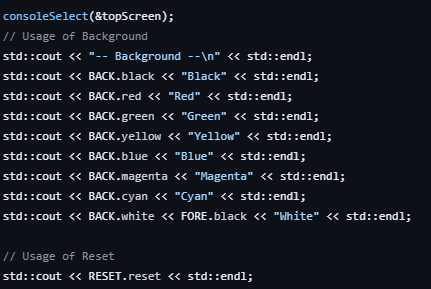 consoleSelect(&topScreen);
// Usage of Background
std::cout << "-- Background --\n" << std::endl;
std::cout << BACK.black << "Black" << std::endl;
std::cout << BACK.red << "Red" << std::endl;
std::cout << BACK.green << "Green" << std::endl;
std::cout << BACK.yellow << "Yellow" << std::endl;
std::cout << BACK.blue << "Blue" << std::endl;
std::cout << BACK.magenta << "Magenta" << std::endl;
std::cout << BACK.cyan << "Cyan" << std::endl;
std::cout << BACK.white << FORE.black << "White" << std::endl;
// Usage of Reset
std::cout << RESET.reset << std::endl;